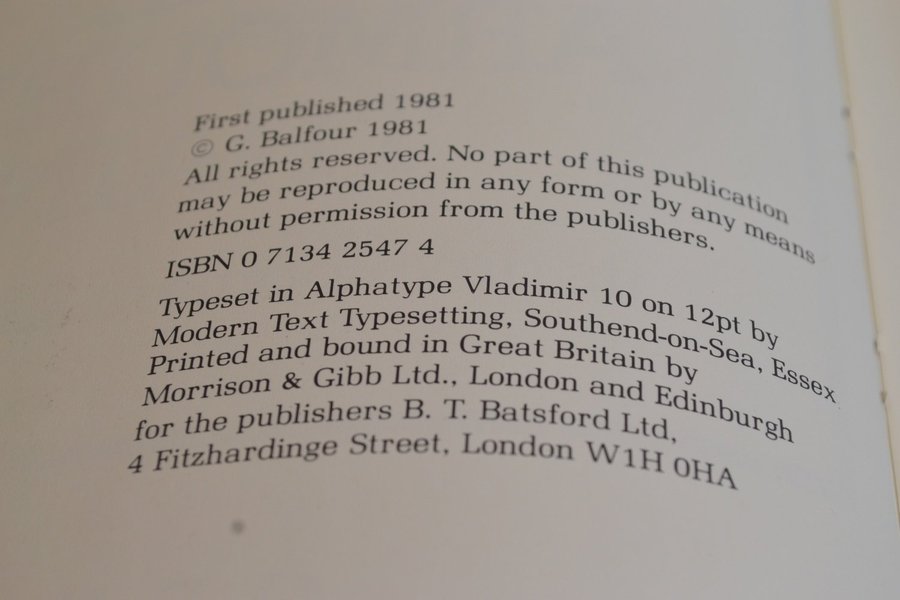 First published 1981
© G. Balfour 1981
All rights reserved. No part of this publication
may be reproduced in any form or by any means
without permission from the publishers.
ISBN 0 7134 2547 4
Typeset in Alphatype Vladimir 10 on 12pt by
Modern Text Typesetting, Southend-on-Sea, Essex
Printed and bound in Great Britain by
Morrison & Gibb Ltd., London and Edinburgh
for the publishers B. T. Batsford Ltd,
4 Fitzhardinge Street, London W1H 0HA